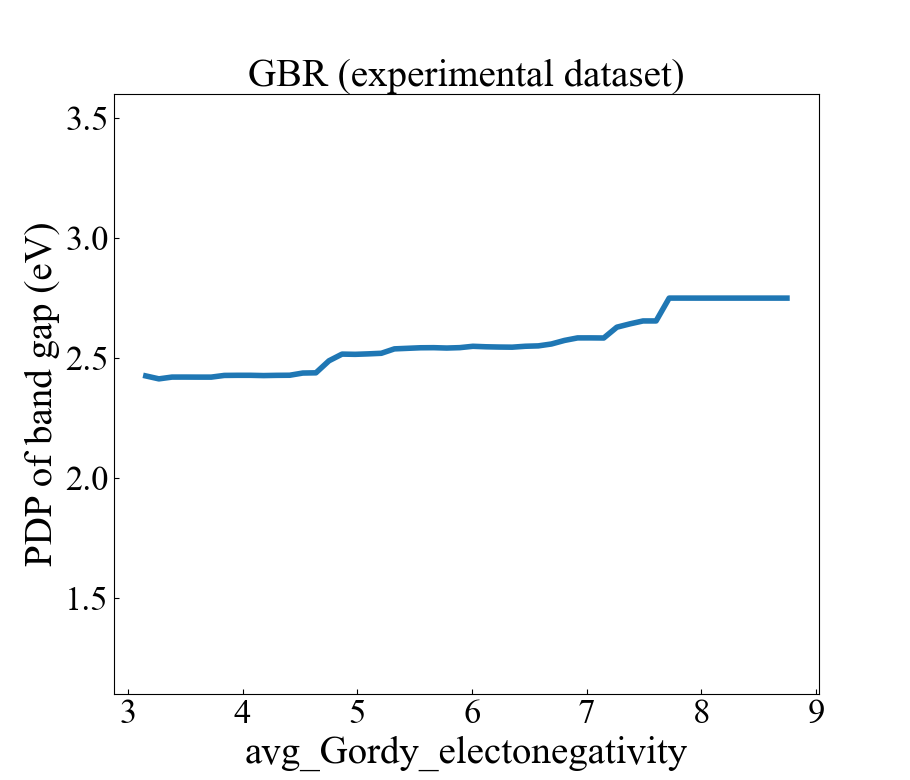 GBR (experimental dataset)
3.5
3.0
2.5
2.0
1.5
PDP of band gap (eV)
3 4 5 6 7 8 9
avg_Gordy_electonegativity